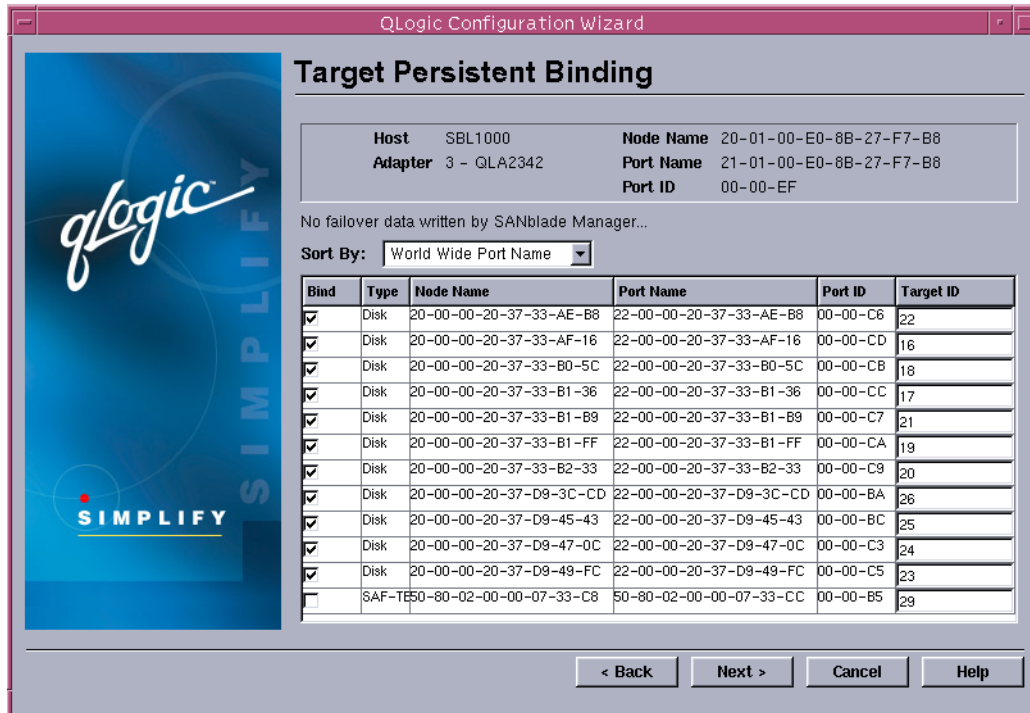 QLogic Configuration Wizard
Target Persistent Binding
Host SBL1000 Node Name 20-01-00-E0-8B-27-F7-B8
Adapter 3 - QLA2342 Port Name 21-01-00-E0-8B-27-F7-B8
Port ID 00-00-EF
No failover data written by SANblade Manager...
Sort By: World Wide Port Name
Bind Type Node Name Port Name Port ID Target ID
Disk 20-00-00-20-37-33-AE-B8 22-00-00-20-37-33-AE-B8 00-00-C6 22
Disk 20-00-00-20-37-33-AF-16 22-00-00-20-37-33-AF-16 00-00-CD 16
Disk 20-00-00-20-37-33-B0-5C 22-00-00-20-37-33-B0-5C 00-00-CB 18
Disk 20-00-00-20-37-33-B1-36 22-00-00-20-37-33-B1-36 00-00-CC 17
Disk 20-00-00-20-37-33-B1-B9 22-00-00-20-37-33-B1-B9 00-00-C7 21
Disk 20-00-00-20-37-33-B1-FF 22-00-00-20-37-33-B1-FF 00-00-CA 19
Disk 20-00-00-20-37-33-B2-33 22-00-00-20-37-33-B2-33 00-00-C9 20
Disk 20-00-00-20-37-D9-3C-CD 22-00-00-20-37-D9-3C-CD 00-00-BA 26
Disk 20-00-00-20-37-D9-45-43 22-00-00-20-37-D9-45-43 00-00-BC 25
Disk 20-00-00-20-37-D9-47-0C 22-00-00-20-37-D9-47-0C 00-00-C3 24
Disk 20-00-00-20-37-D9-49-FC 22-00-00-20-37-D9-49-FC 00-00-C5 23
SAF-TE 50-80-02-00-00-07-33-C8 50-80-02-00-00-07-33-CC 00-00-B5 29
qlogic™
SIMPLIFY
SIMPLIFY
< Back Next > Cancel Help